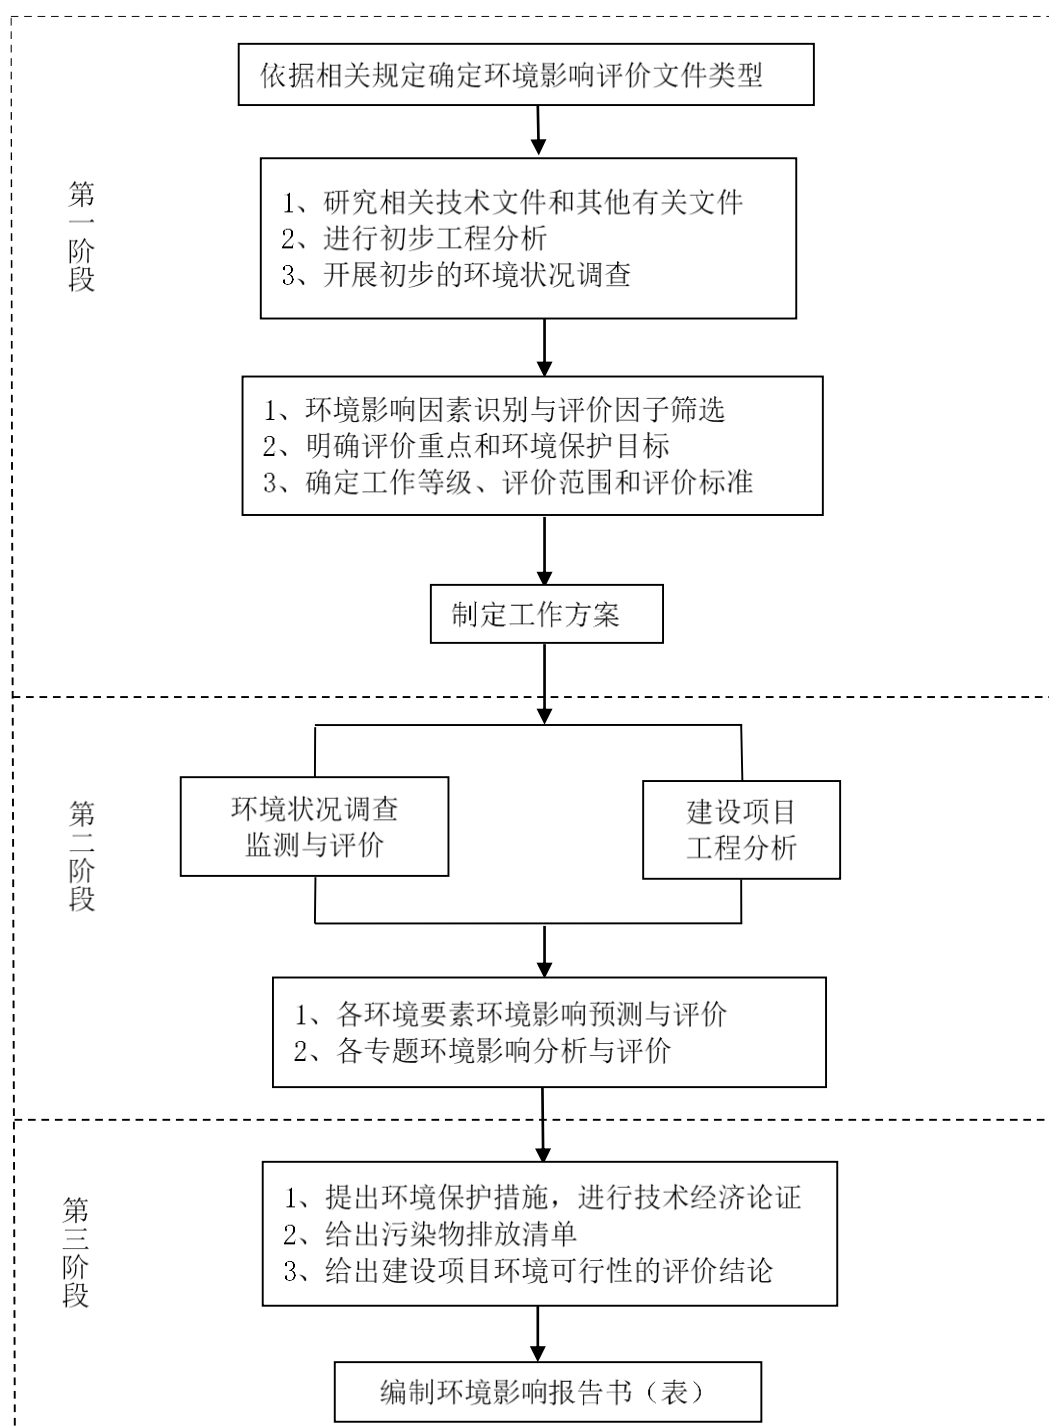 依据相关规定确定环境影响评价文件类型
第一阶段
1、研究相关技术文件和其他有关文件
2、进行初步工程分析
3、开展初步的环境状况调查
1、环境影响因素识别与评价因子筛选
2、明确评价重点和环境保护目标
3、确定工作等级、评价范围和评价标准
制定工作方案
第二阶段
环境状况调查
监测与评价
建设项目
工程分析
1、各环境要素环境影响预测与评价
2、各专题环境影响分析与评价
第三阶段
1、提出环境保护措施，进行技术经济论证
2、给出污染物排放清单
3、给出建设项目环境可行性的评价结论
编制环境影响报告书（表）